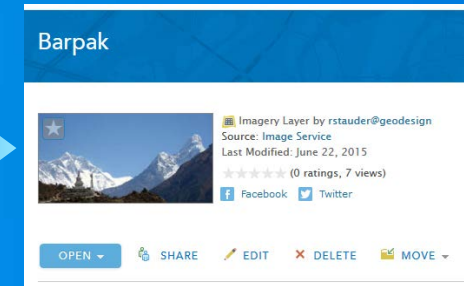 Barpak
Imagery Layer by rstauder@geodesign
Source: Image Service
Last Modified: June 22, 2015
(0 ratings, 7 views)
Facebook Twitter
OPEN SHARE EDIT DELETE MOVE